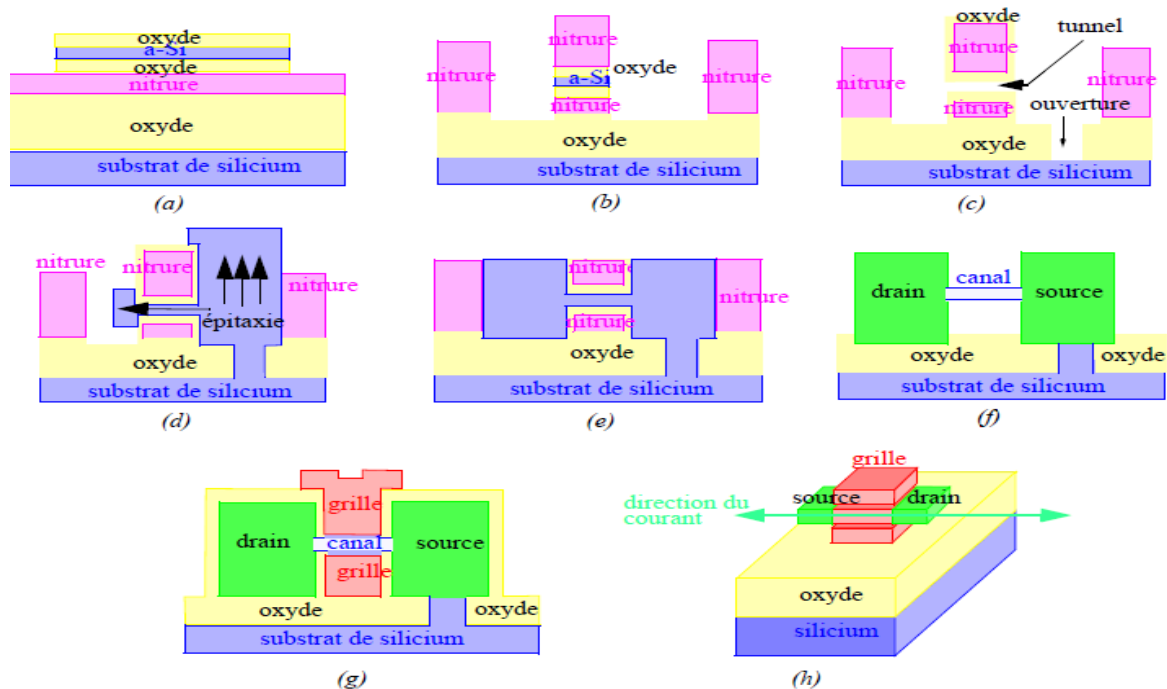 oxyde
a-Si
oxyde
nitrure
oxyde
substrat de silicium
(a)
nitrure
nitrure
nitrure
oxyde
a-Si
nitrure
oxyde
substrat de silicium
(b)
oxyde
tunnel
nitrure
nitrure
nitrure
nitrure
ouverture
oxyde
substrat de silicium
(c)
nitrure
nitrure
nitrure
épitaxie
oxyde
substrat de silicium
(d)
nitrure
nitrure
nitrure
nitrure
oxyde
substrat de silicium
(e)
drain
canal
source
oxyde
oxyde
substrat de silicium
(f)
grille
drain
canal
source
grille
oxyde
oxyde
substrat de silicium
(g)
grille
source
drain
direction du
courant
oxyde
silicium
(h)